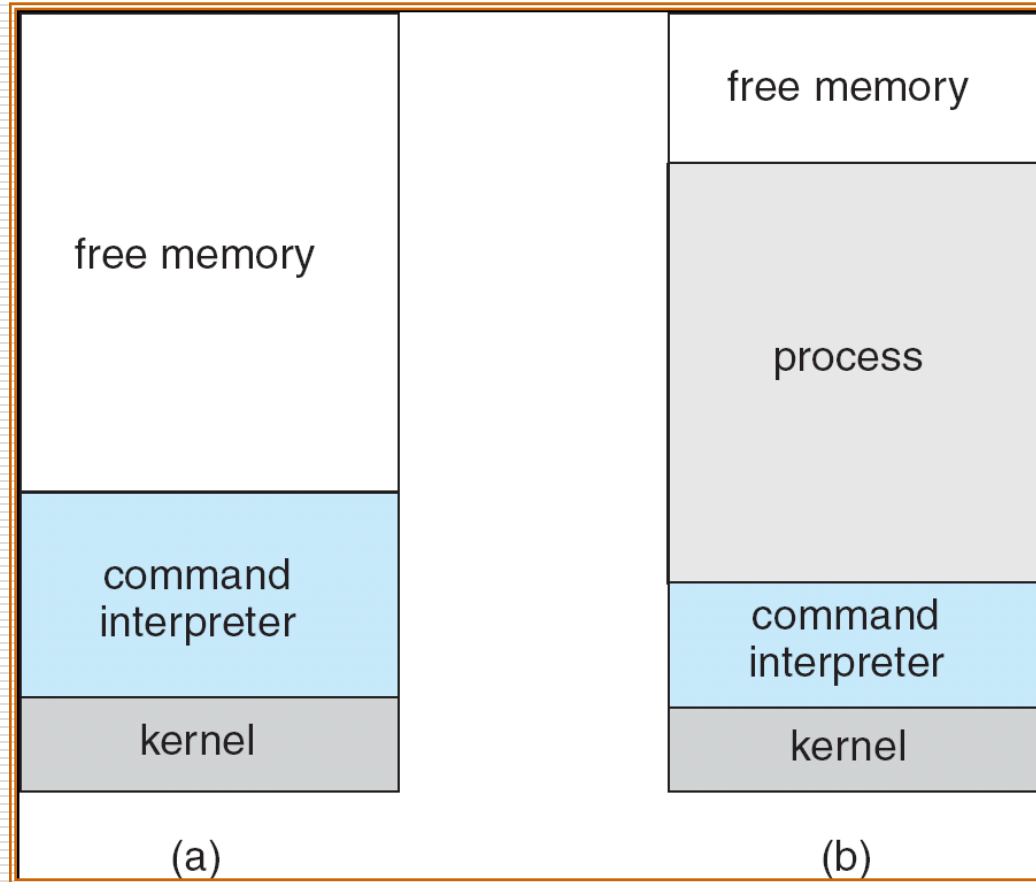 free memory
command
interpreter
kernel
(a)
free memory
process
command
interpreter
kernel
(b)